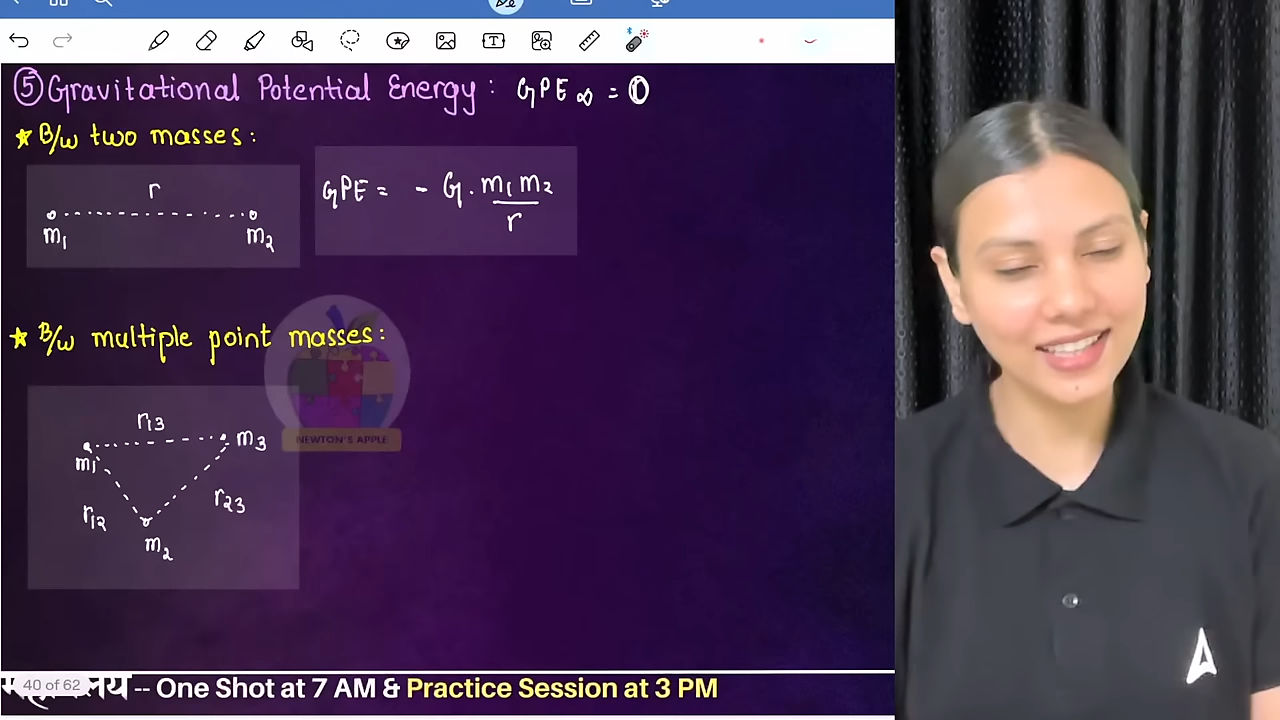 ⑤ Gravitational Potential Energy : GPE∞ = 0
★ B/w two masses :
r
m1 m2
GPE = - G . m1 m2
r
★ B/w multiple point masses :
NEWTON'S APPLE
r13
m1 m3
r12 r23
m2
40 of 62
-- One Shot at 7 AM & Practice Session at 3 PM